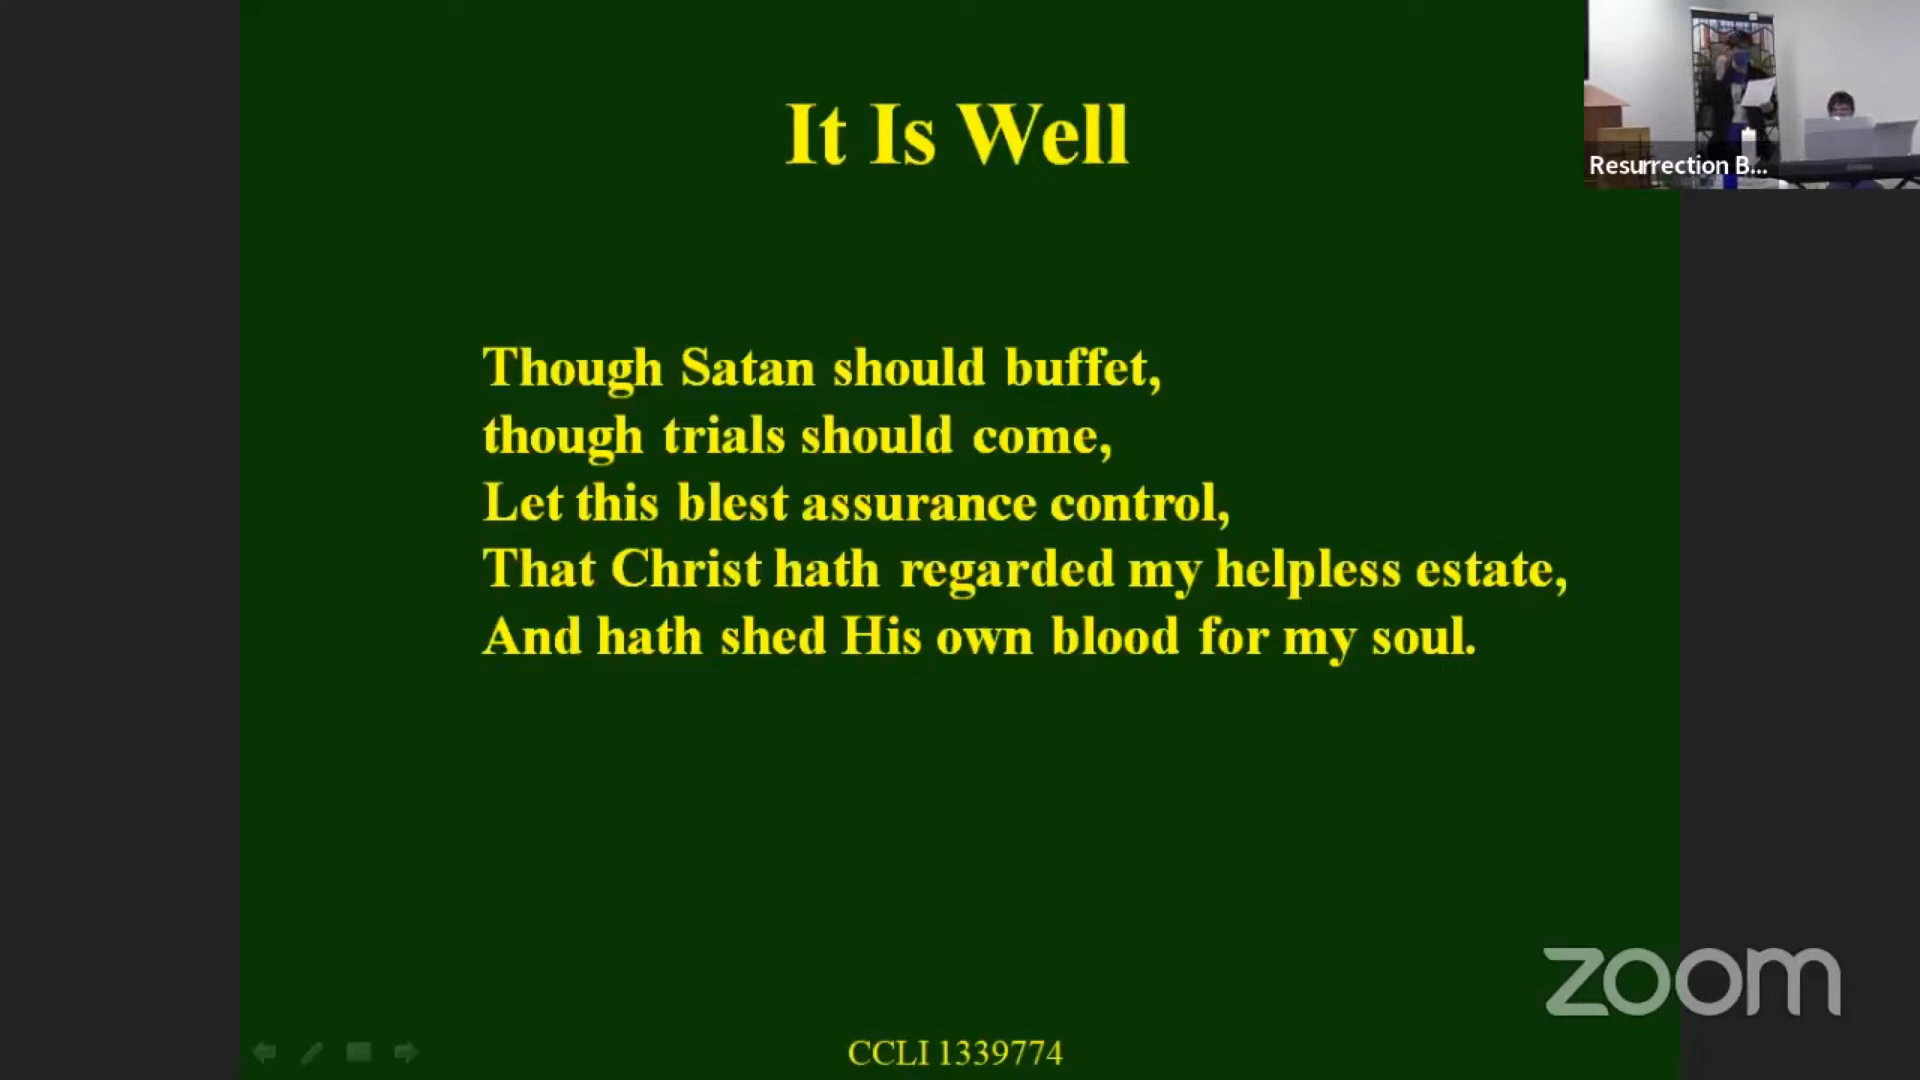 It Is Well
Resurrection B...
Though Satan should buffet,
though trials should come,
Let this blest assurance control,
That Christ hath regarded my helpless estate,
And hath shed His own blood for my soul.
zoom
CCLI 1339774